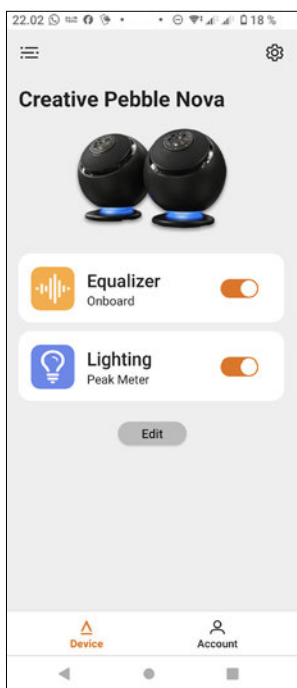 22.02 18 %
Creative Pebble Nova
Equalizer
Onboard
Lighting
Peak Meter
Edit
Device
Account